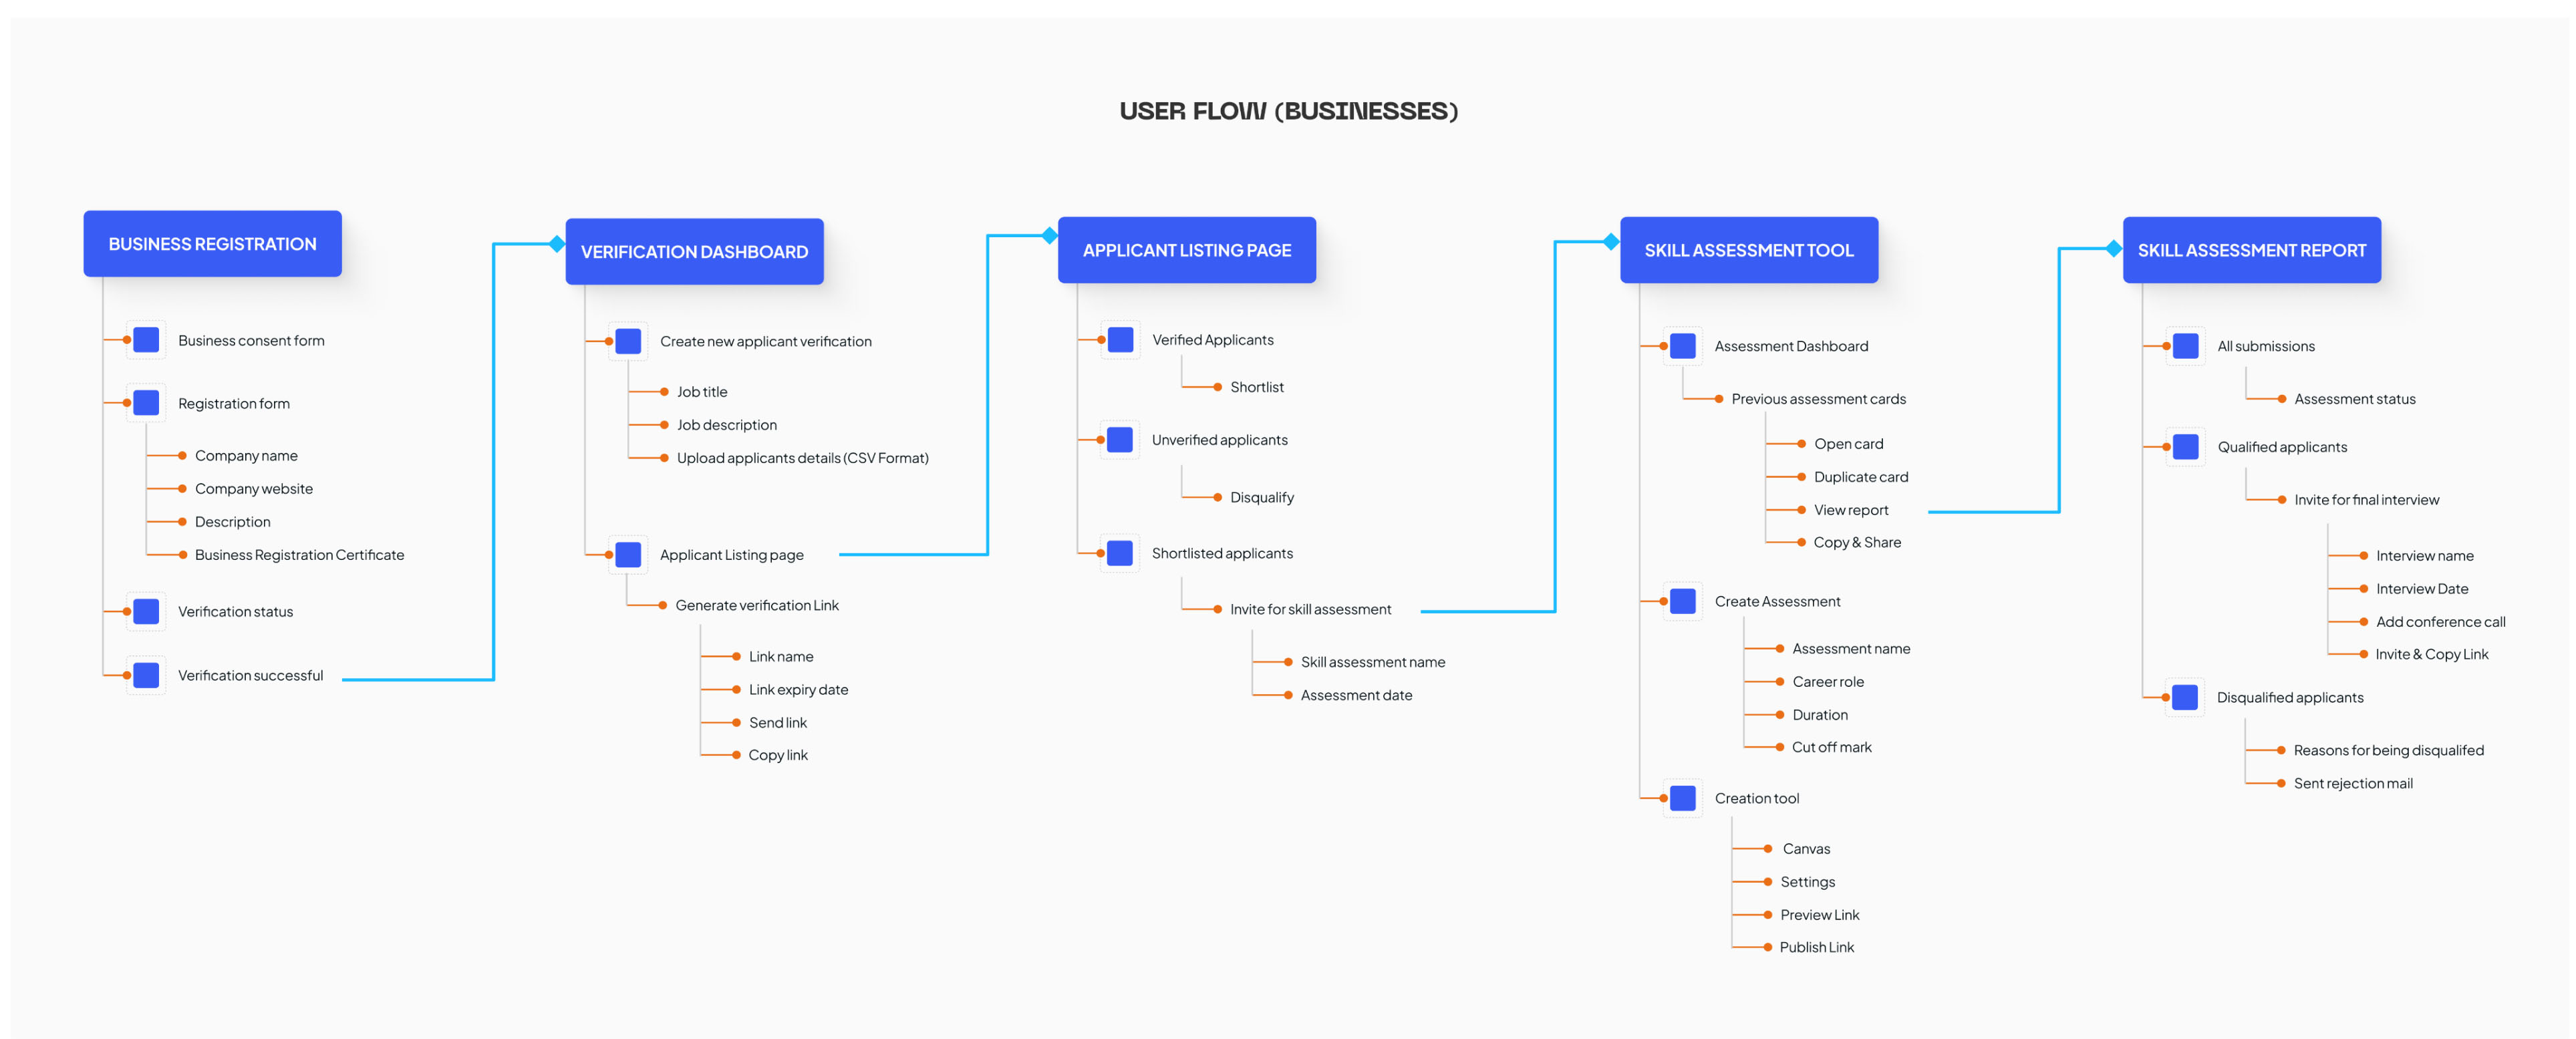 USER FLOW (BUSINESSES)
BUSINESS REGISTRATION
Business consent form
Registration form
Company name
Company website
Description
Business Registration Certificate
Verification status
Verification successful
VERIFICATION DASHBOARD
Create new applicant verification
Job title
Job description
Upload applicants details (CSV Format)
Applicant Listing page
Generate verification Link
Link name
Link expiry date
Send link
Copy link
APPLICANT LISTING PAGE
Verified Applicants
Shortlist
Unverified applicants
Disqualify
Shortlisted applicants
Invite for skill assessment
Skill assessment name
Assessment date
SKILL ASSESSMENT TOOL
Assessment Dashboard
Previous assessment cards
Open card
Duplicate card
View report
Copy & Share
Create Assessment
Assessment name
Career role
Duration
Cut off mark
Creation tool
Canvas
Settings
Preview Link
Publish Link
SKILL ASSESSMENT REPORT
All submissions
Assessment status
Qualified applicants
Invite for final interview
Interview name
Interview Date
Add conference call
Invite & Copy Link
Disqualified applicants
Reasons for being disqualifed
Sent rejection mail